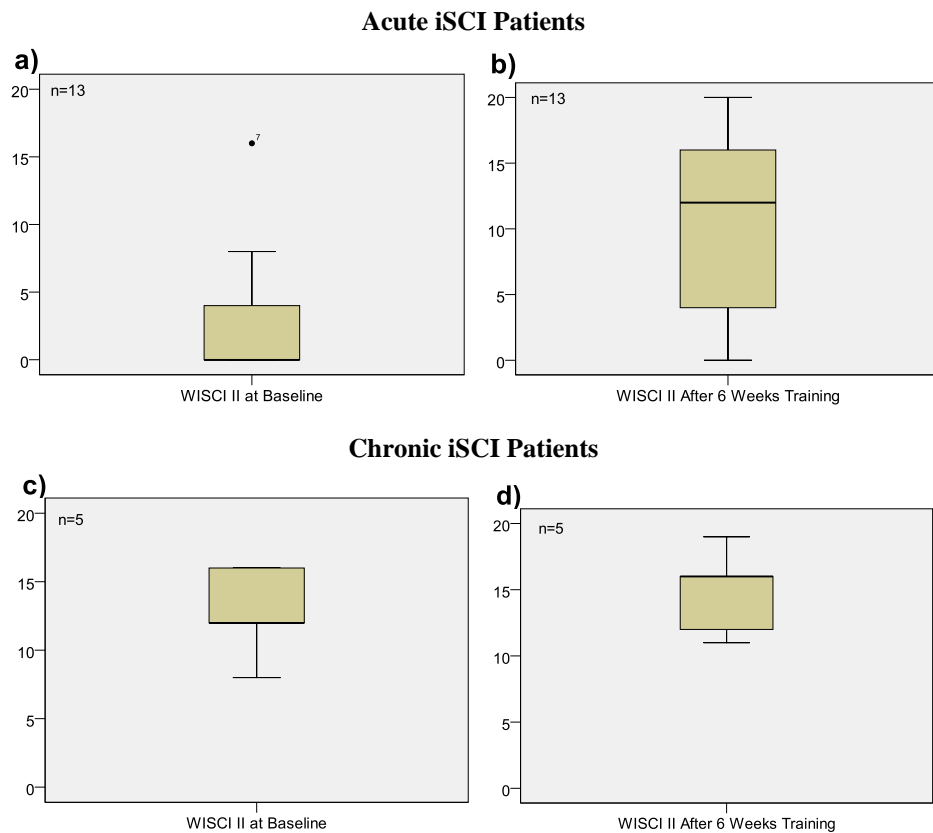 Acute iSCI Patients
a)
b)
n=13
n=13
20
15
10
5
0
7
20
15
10
5
0
WISCI II at Baseline
WISCI II After 6 Weeks Training
Chronic iSCI Patients
c)
d)
n=5
n=5
20
15
10
5
0
20
15
10
5
0
WISCI II at Baseline
WISCI II After 6 Weeks Training